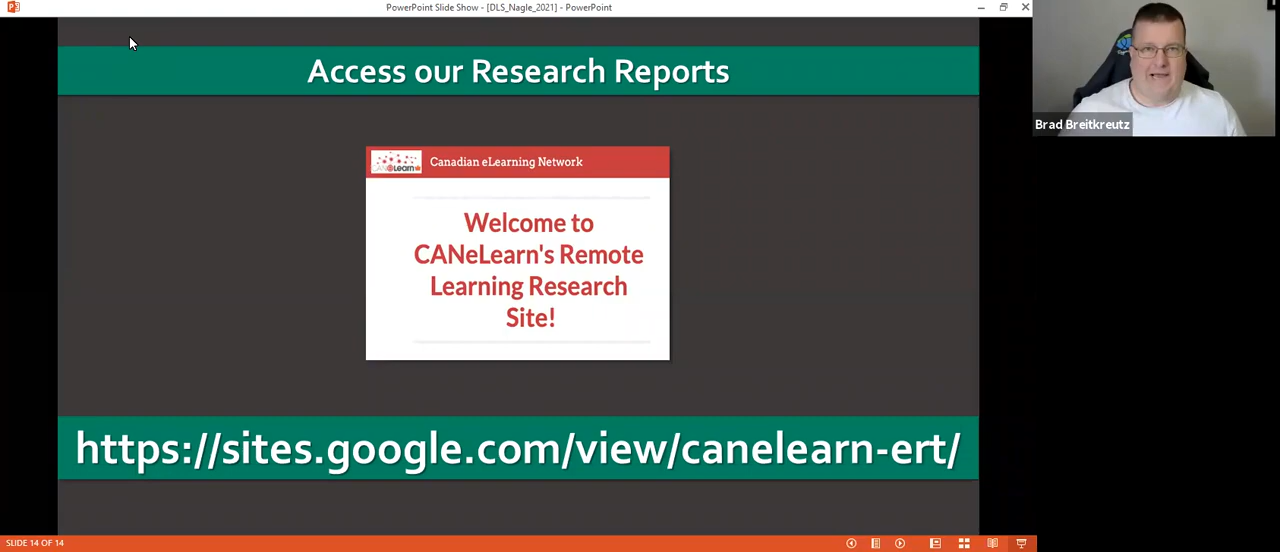 PowerPoint Slide Show - [DLS_Nagle_2021] - PowerPoint
Access our Research Reports
Brad Breitkreutz
Canadian eLearning Network
Welcome to
CANeLearn's Remote
Learning Research
Site!
https://sites.google.com/view/canelearn-ert/
SLIDE 14 OF 14